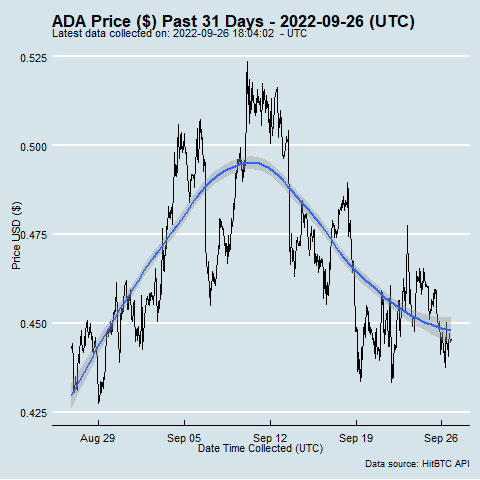 ADA Price ($) Past 31 Days - 2022-09-26 (UTC)
Latest data collected on: 2022-09-26 18:04:02  - UTC
0.525
0.500
0.475
0.450
0.425
Price USD ($)
Aug 29
Sep 05
Sep 12
Sep 19
Sep 26
Date Time Collected (UTC)
Data source: HitBTC API